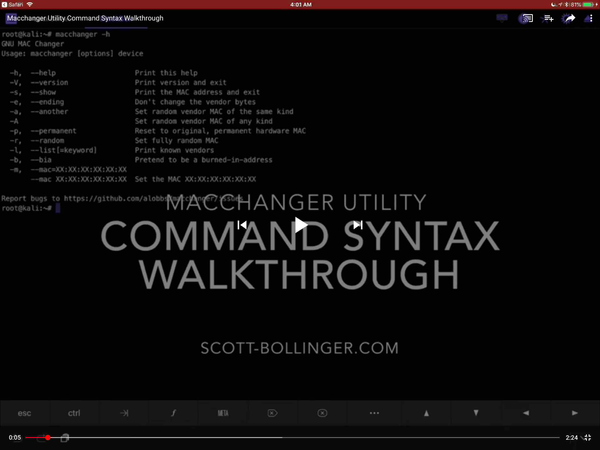 Safari
4:01 AM
81%
Macchanger Utility Command Syntax Walkthrough
root@kali:~# macchanger -h
GNU MAC Changer
Usage: macchanger [options] device
-h, --help Print this help
-V, --version Print version and exit
-s, --show Print the MAC address and exit
-e, --ending Don't change the vendor bytes
-a, --another Set random vendor MAC of the same kind
-A Set random vendor MAC of any kind
-p, --permanent Reset to original, permanent hardware MAC
-r, --random Set fully random MAC
-l, --list[=keyword] Print known vendors
-b, --bia Pretend to be a burned-in-address
-m, --mac=XX:XX:XX:XX:XX:XX
--mac XX:XX:XX:XX:XX:XX Set the MAC XX:XX:XX:XX:XX:XX
Report bugs to https://github.com/alobbs/macchanger/issues
root@kali:~#
MACCHANGER UTILITY
COMMAND SYNTAX
WALKTHROUGH
SCOTT-BOLLINGER.COM
esc ctrl f META
0:05 2:24